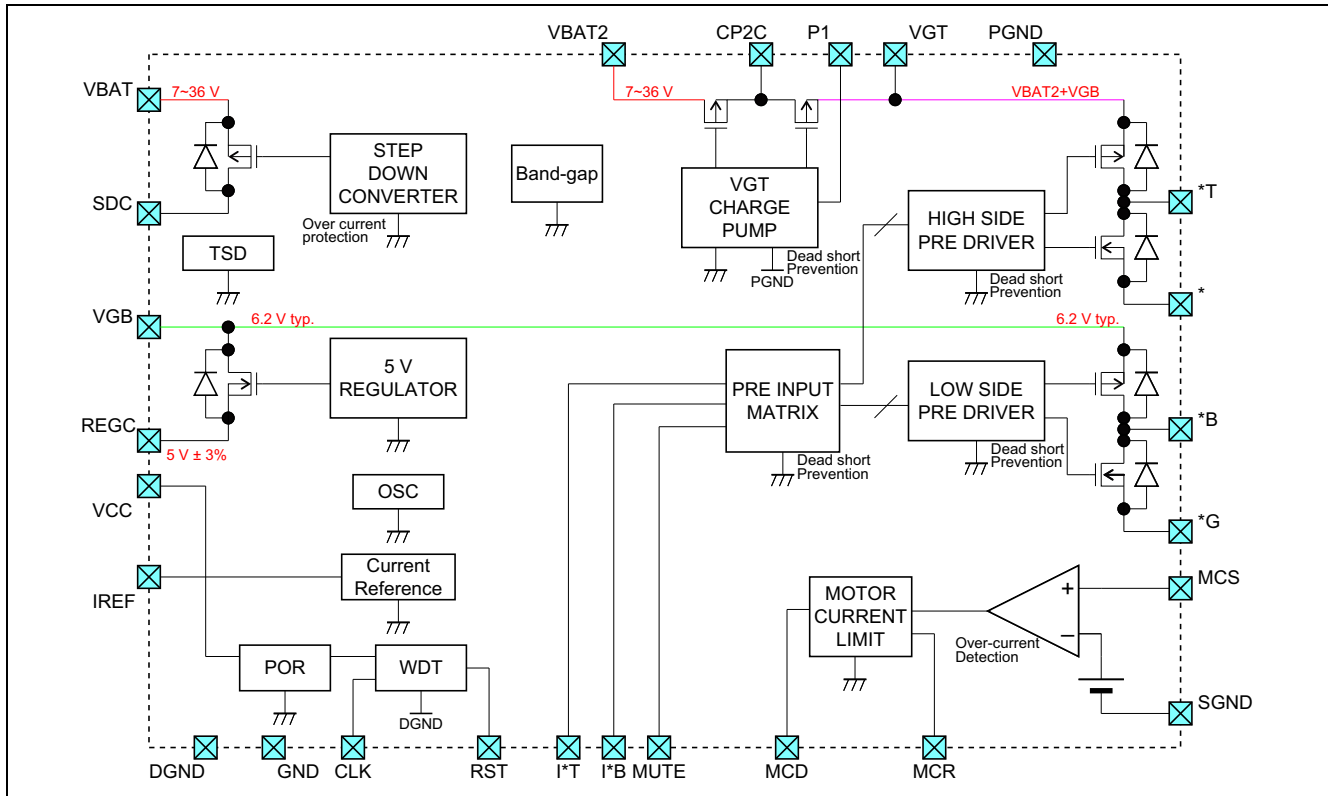 VBAT2
CP2C
P1
VGT
PGND
VBAT
7~36 V
7~36 V
VBAT2+VGB
STEP
DOWN
CONVERTER
Over current
protection
Band-gap
VGT
CHARGE
PUMP
PGND
Dead short
Prevention
HIGH SIDE
PRE DRIVER
Dead short
Prevention
*T
*
SDC
TSD
VGB
6.2 V typ.
6.2 V typ.
5 V
REGULATOR
PRE INPUT
MATRIX
Dead short
Prevention
LOW SIDE
PRE DRIVER
Dead short
Prevention
*B
*G
REGC
5 V ± 3%
VCC
OSC
IREF
Current
Reference
MOTOR
CURRENT
LIMIT
+
−
Over-current
Detection
MCS
SGND
POR
WDT
DGND
DGND
GND
CLK
RST
I*T
I*B
MUTE
MCD
MCR